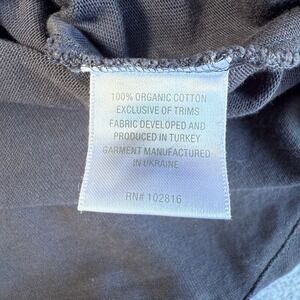 100% ORGANIC COTTON
EXCLUSIVE OF TRIMS
FABRIC DEVELOPED AND
PRODUCED IN TURKEY
GARMENT MANUFACTURED
IN UKRAINE
RN# 102816